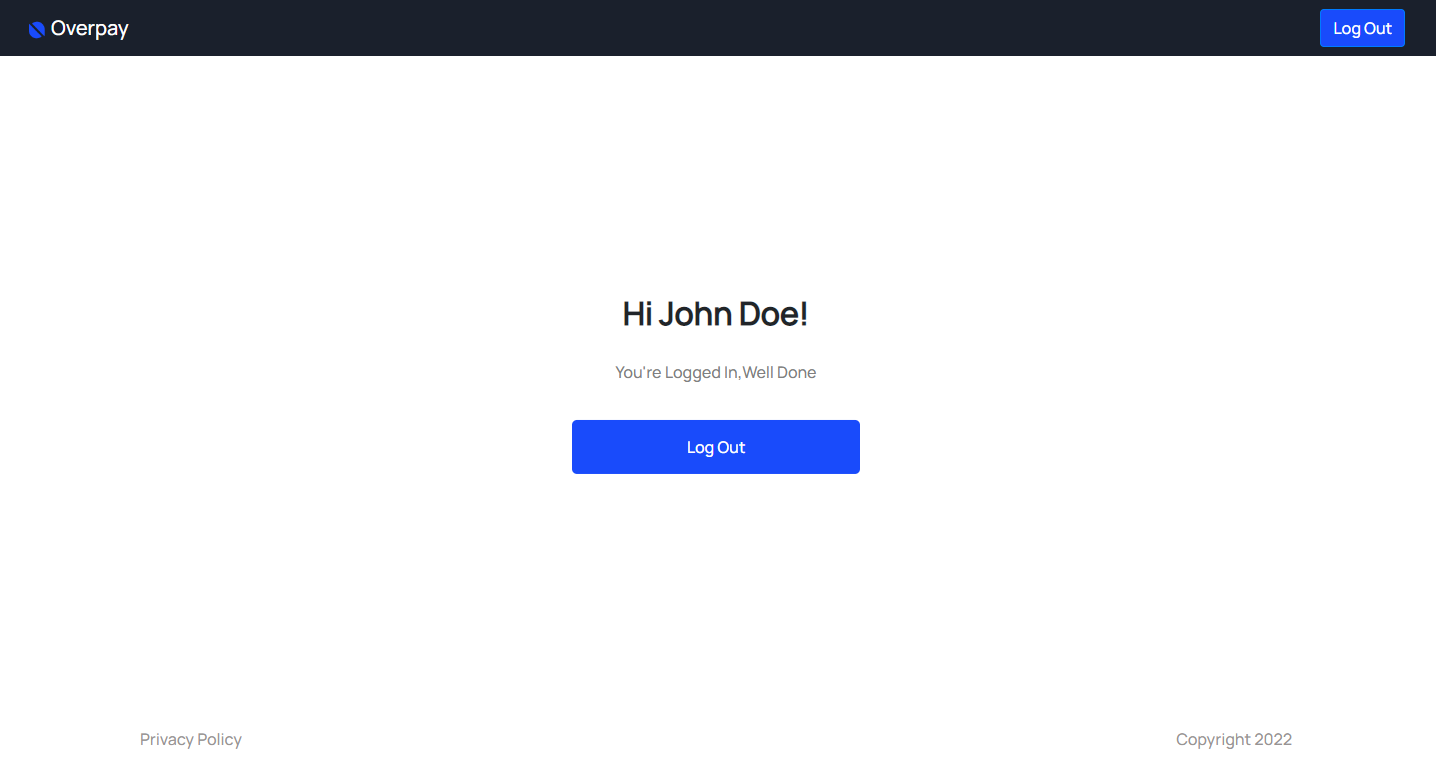 Overpay
Log Out
Hi John Doe!
You're Logged In,Well Done
Log Out
Privacy Policy
Copyright 2022